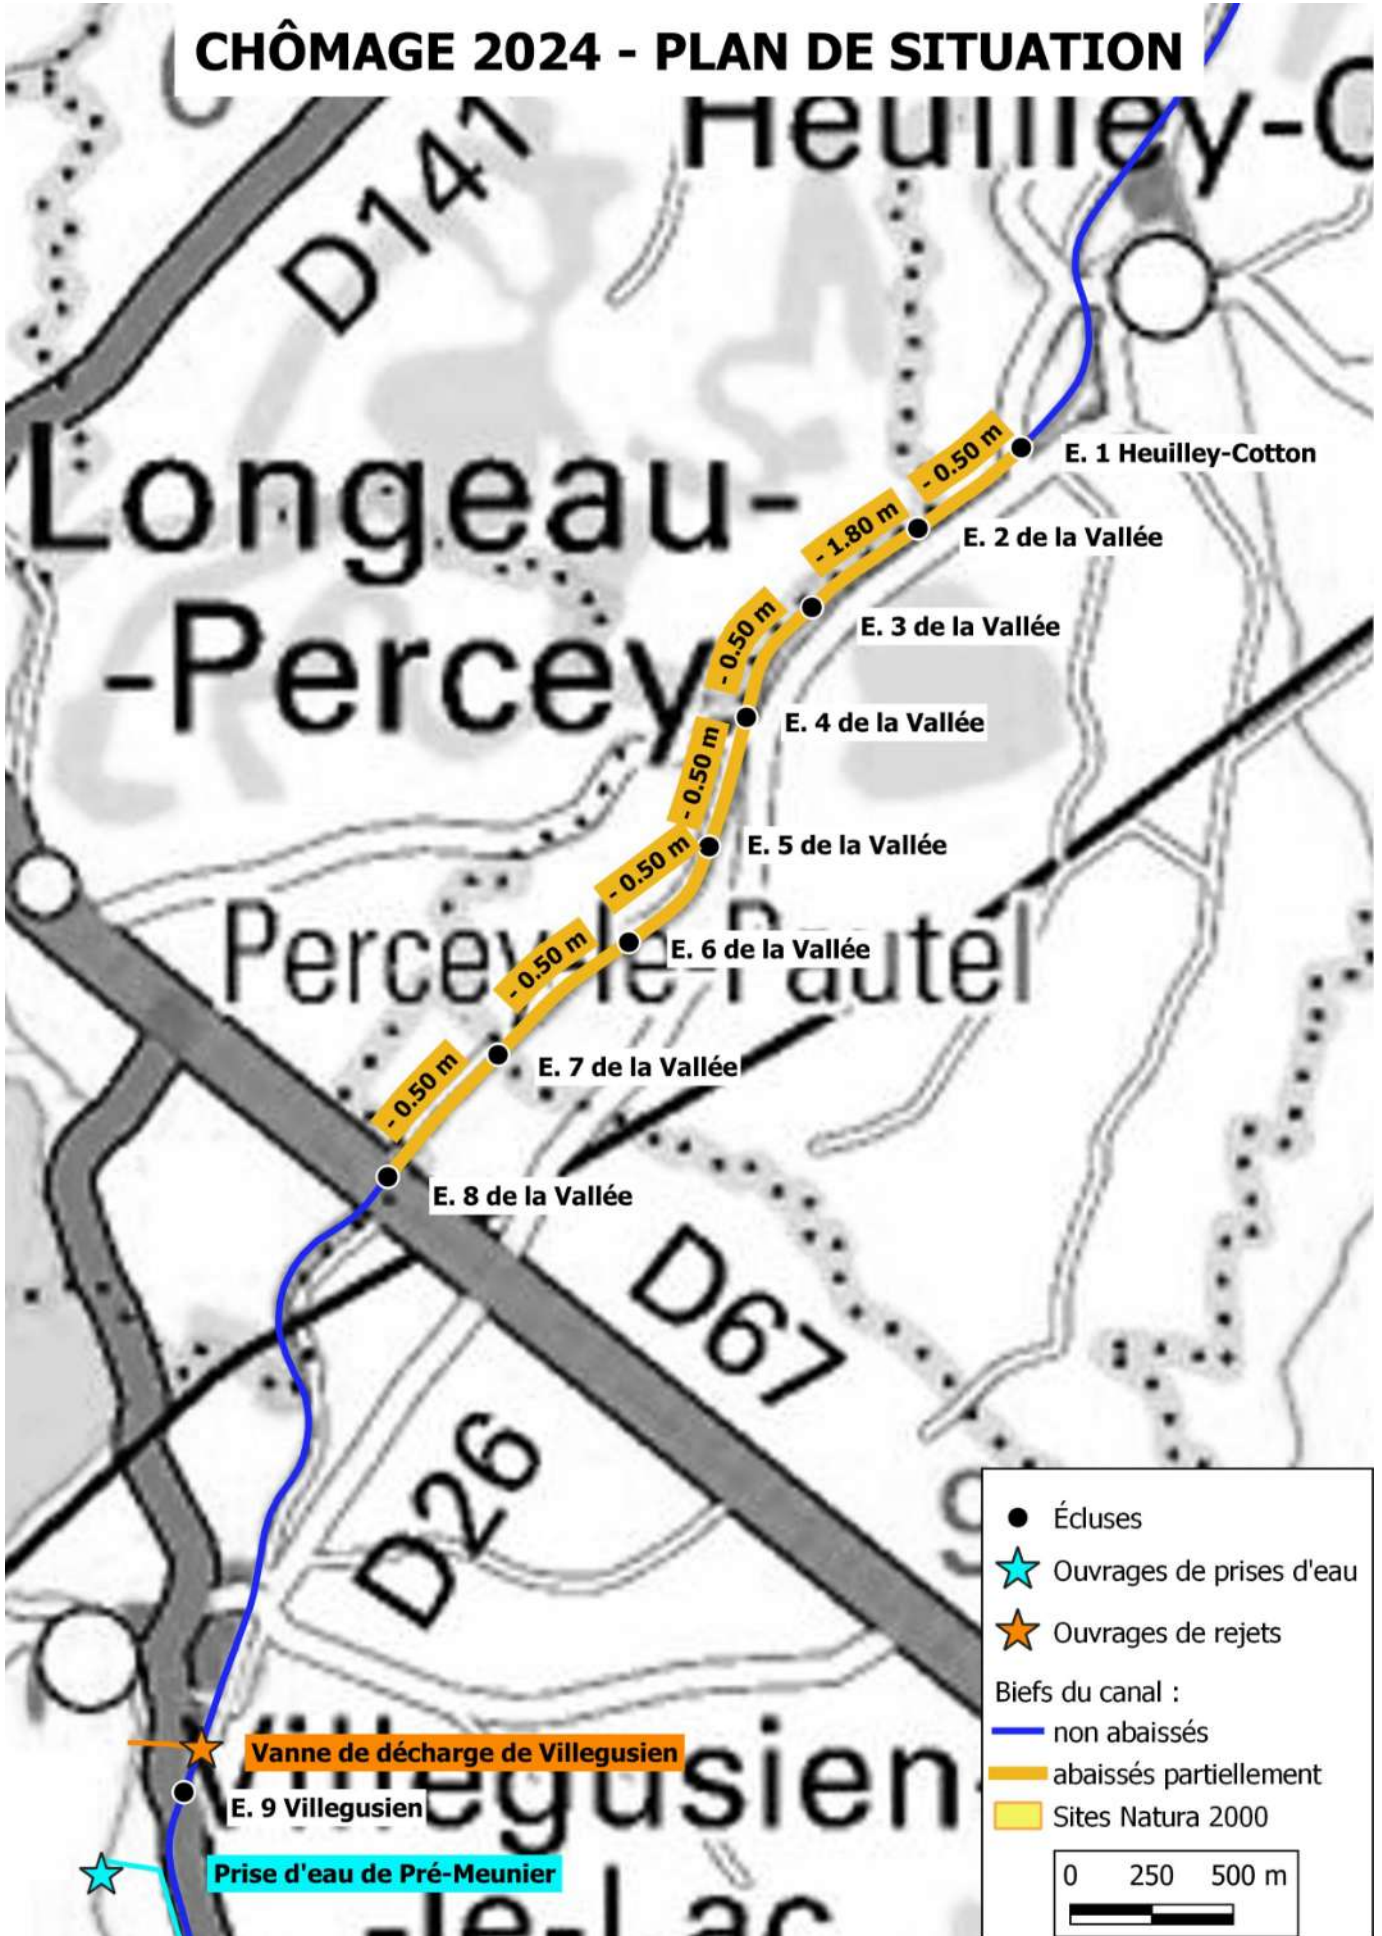 CHÔMAGE 2024 - PLAN DE SITUATION
Heuilley-C
D141
Longeau-
-Percey
- 0.50 m
E. 1 Heuilley-Cotton
- 1.80 m
E. 2 de la Vallée
- 0.50 m
E. 3 de la Vallée
E. 4 de la Vallée
- 0.50 m
E. 5 de la Vallée
- 0.50 m
Percey-le-Pautel
E. 6 de la Vallée
- 0.50 m
E. 7 de la Vallée
- 0.50 m
E. 8 de la Vallée
D67
D26
Vanne de décharge de Villegusien
Villegusien-
E. 9 Villegusien
Prise d'eau de Pré-Meunier
-le-Lac
Écluses
Ouvrages de prises d'eau
Ouvrages de rejets
Biefs du canal :
non abaissés
abaissés partiellement
Sites Natura 2000
0 250 500 m